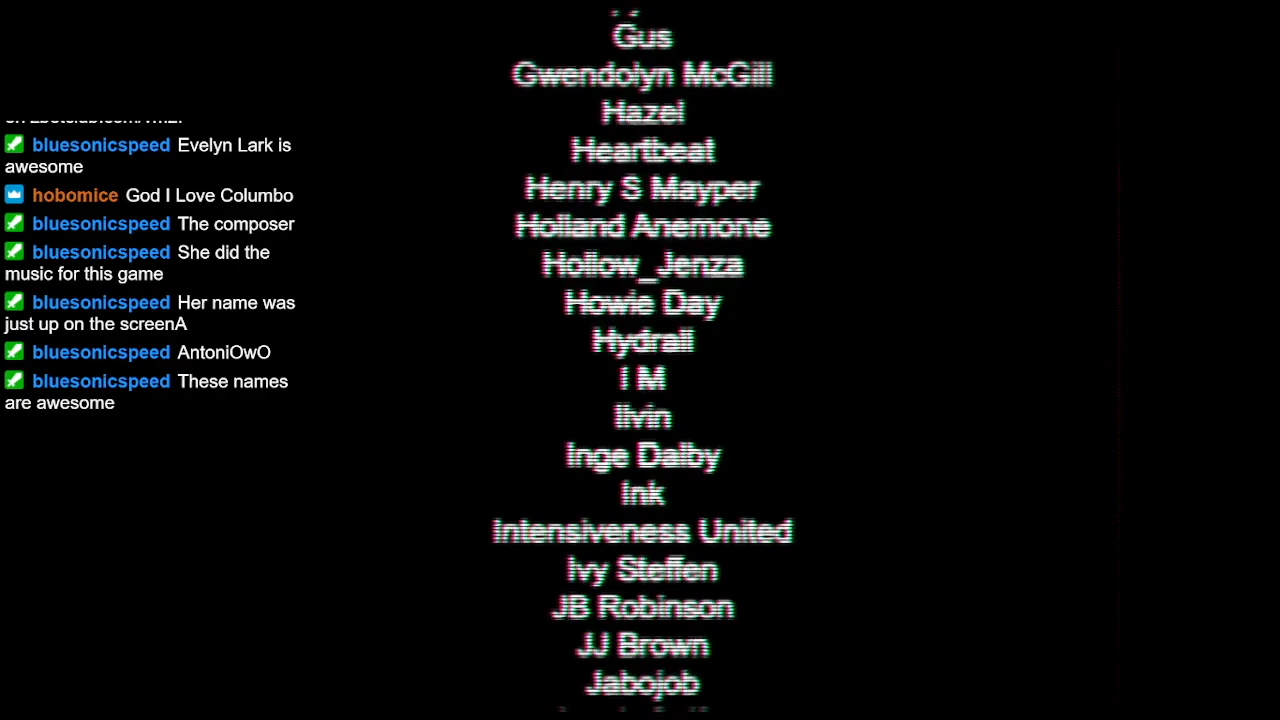 bluesonicspeed Evelyn Lark is
awesome
hobomice God I Love Columbo
bluesonicspeed The composer
bluesonicspeed She did the
music for this game
bluesonicspeed Her name was
just up on the screenA
bluesonicspeed AntoniOwO
bluesonicspeed These names
are awesome
Gus
Gwendolyn McGill
Hazel
Heartbeat
Henry S Mayper
Holland Anemone
Hollow_Jenza
Howie Day
Hydrall
I M
Ilvin
Inge Dalby
Ink
Intensiveness United
Ivy Steffen
JB Robinson
JJ Brown
Jabojob